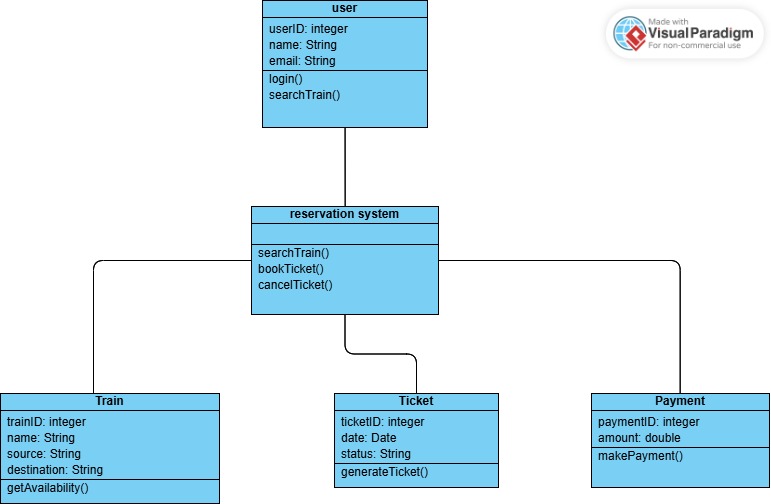 user
userID: integer
name: String
email: String
login()
searchTrain()
Made with
Visual Paradigm
For non-commercial use
reservation system
searchTrain()
bookTicket()
cancelTicket()
Train
trainID: integer
name: String
source: String
destination: String
getAvailability()
Ticket
ticketID: integer
date: Date
status: String
generateTicket()
Payment
paymentID: integer
amount: double
makePayment()